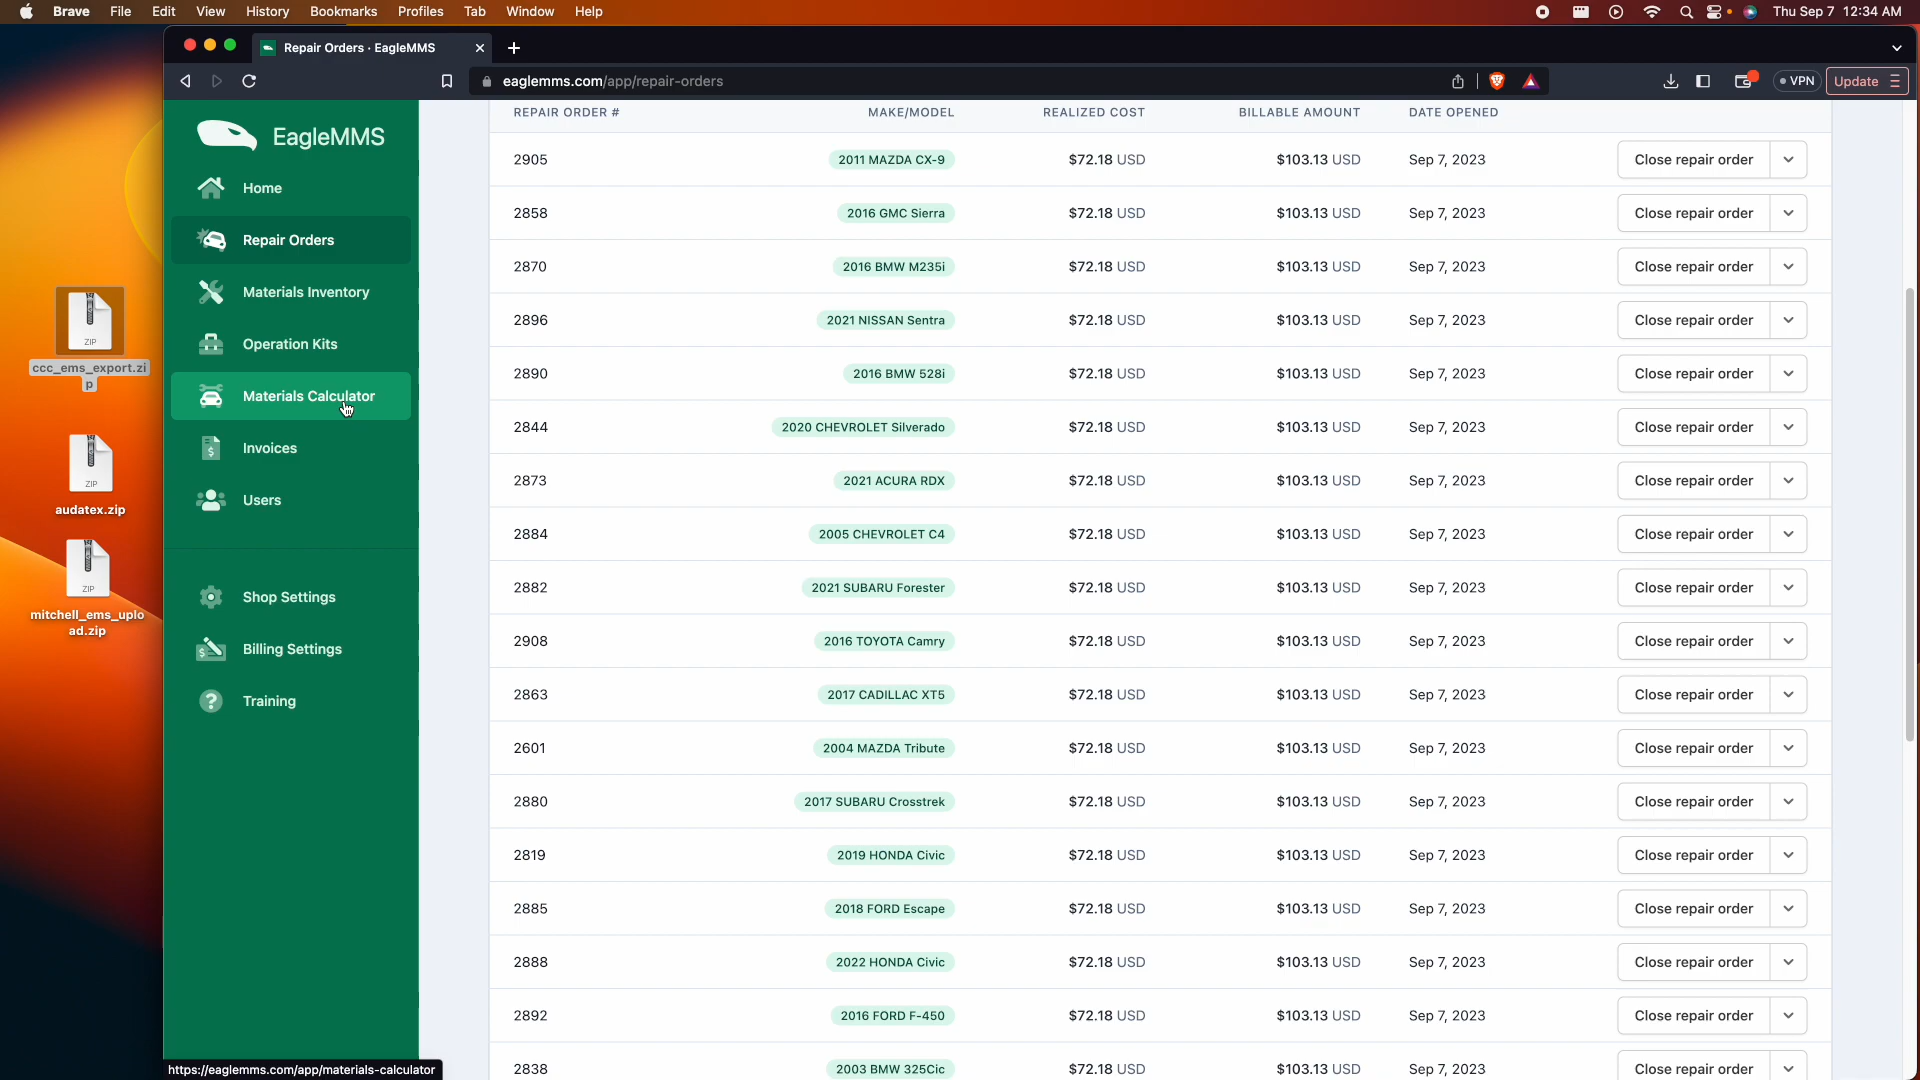 Brave File Edit View History Bookmarks Profiles Tab Window Help Thu Sep 7 12:34 AM
Repair Orders · EagleMMS
eaglemms.com/app/repair-orders VPN Update
EagleMMS
Home
Repair Orders
Materials Inventory
Operation Kits
Materials Calculator
Invoices
Users
Shop Settings
Billing Settings
Training
https://eaglemms.com/app/materials-calculator
ZIP
ccc_ems_export.zi
p
ZIP
audatex.zip
ZIP
mitchell_ems_uplo
ad.zip
REPAIR ORDER # MAKE/MODEL REALIZED COST BILLABLE AMOUNT DATE OPENED
2905 2011 MAZDA CX-9 $72.18 USD $103.13 USD Sep 7, 2023 Close repair order
2858 2016 GMC Sierra $72.18 USD $103.13 USD Sep 7, 2023 Close repair order
2870 2016 BMW M235i $72.18 USD $103.13 USD Sep 7, 2023 Close repair order
2896 2021 NISSAN Sentra $72.18 USD $103.13 USD Sep 7, 2023 Close repair order
2890 2016 BMW 528i $72.18 USD $103.13 USD Sep 7, 2023 Close repair order
2844 2020 CHEVROLET Silverado $72.18 USD $103.13 USD Sep 7, 2023 Close repair order
2873 2021 ACURA RDX $72.18 USD $103.13 USD Sep 7, 2023 Close repair order
2884 2005 CHEVROLET C4 $72.18 USD $103.13 USD Sep 7, 2023 Close repair order
2882 2021 SUBARU Forester $72.18 USD $103.13 USD Sep 7, 2023 Close repair order
2908 2016 TOYOTA Camry $72.18 USD $103.13 USD Sep 7, 2023 Close repair order
2863 2017 CADILLAC XT5 $72.18 USD $103.13 USD Sep 7, 2023 Close repair order
2601 2004 MAZDA Tribute $72.18 USD $103.13 USD Sep 7, 2023 Close repair order
2880 2017 SUBARU Crosstrek $72.18 USD $103.13 USD Sep 7, 2023 Close repair order
2819 2019 HONDA Civic $72.18 USD $103.13 USD Sep 7, 2023 Close repair order
2885 2018 FORD Escape $72.18 USD $103.13 USD Sep 7, 2023 Close repair order
2888 2022 HONDA Civic $72.18 USD $103.13 USD Sep 7, 2023 Close repair order
2892 2016 FORD F-450 $72.18 USD $103.13 USD Sep 7, 2023 Close repair order
2838 2003 BMW 325Cic $72.18 USD $103.13 USD Sep 7, 2023 Close repair order